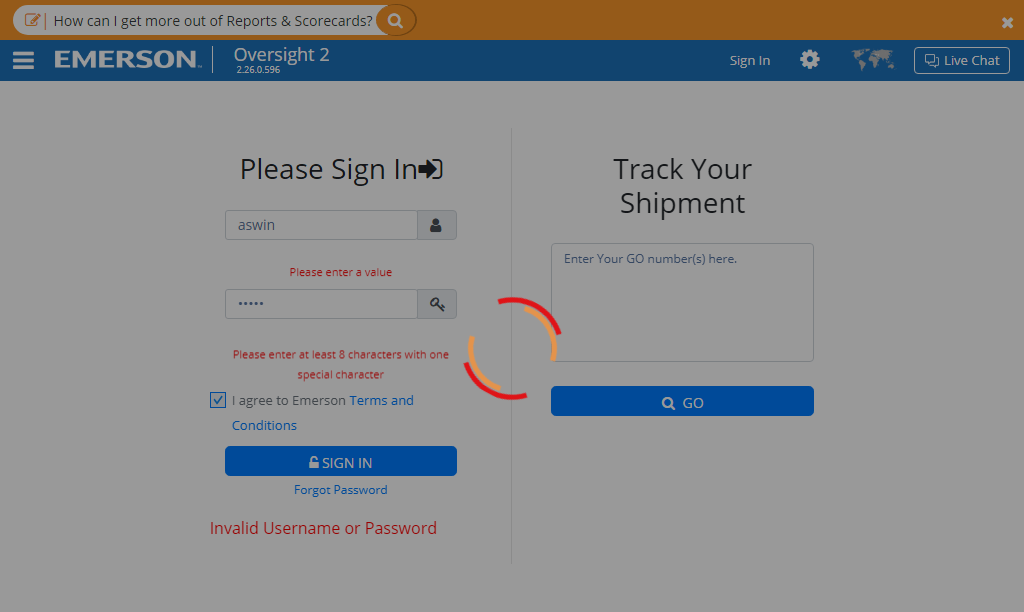 How can I get more out of Reports & Scorecards?
EMERSON™
Oversight 2
2.26.0.596
Sign In
Live Chat
Please Sign In
aswin
Please enter a value
•••••
Please enter at least 8 characters with one
special character
I agree to Emerson Terms and
Conditions
SIGN IN
Forgot Password
Invalid Username or Password
Track Your
Shipment
Enter Your GO number(s) here.
GO